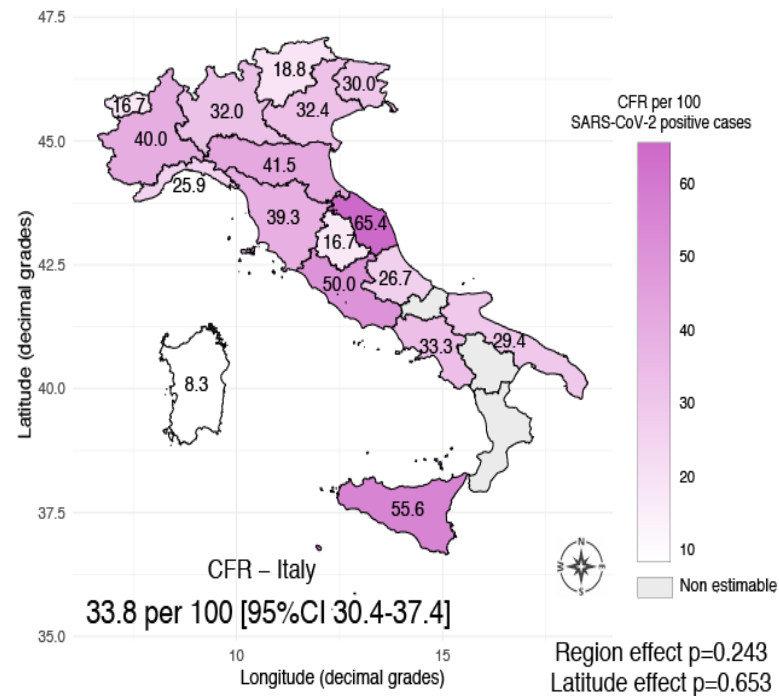 47.5
45.0
42.5
40.0
37.5
35.0
Latitude (decimal grades)
18.8
30.0
16.7
32.0
32.4
40.0
41.5
25.9
39.3
65.4
16.7
26.7
50.0
33.3
29.4
8.3
55.6
CFR – Italy
33.8 per 100 [95%CI 30.4-37.4]
10
15
Longitude (decimal grades)
CFR per 100
SARS-CoV-2 positive cases
60
50
40
30
20
10
N
W
E
S
Non estimable
Region effect p=0.243
Latitude effect p=0.653